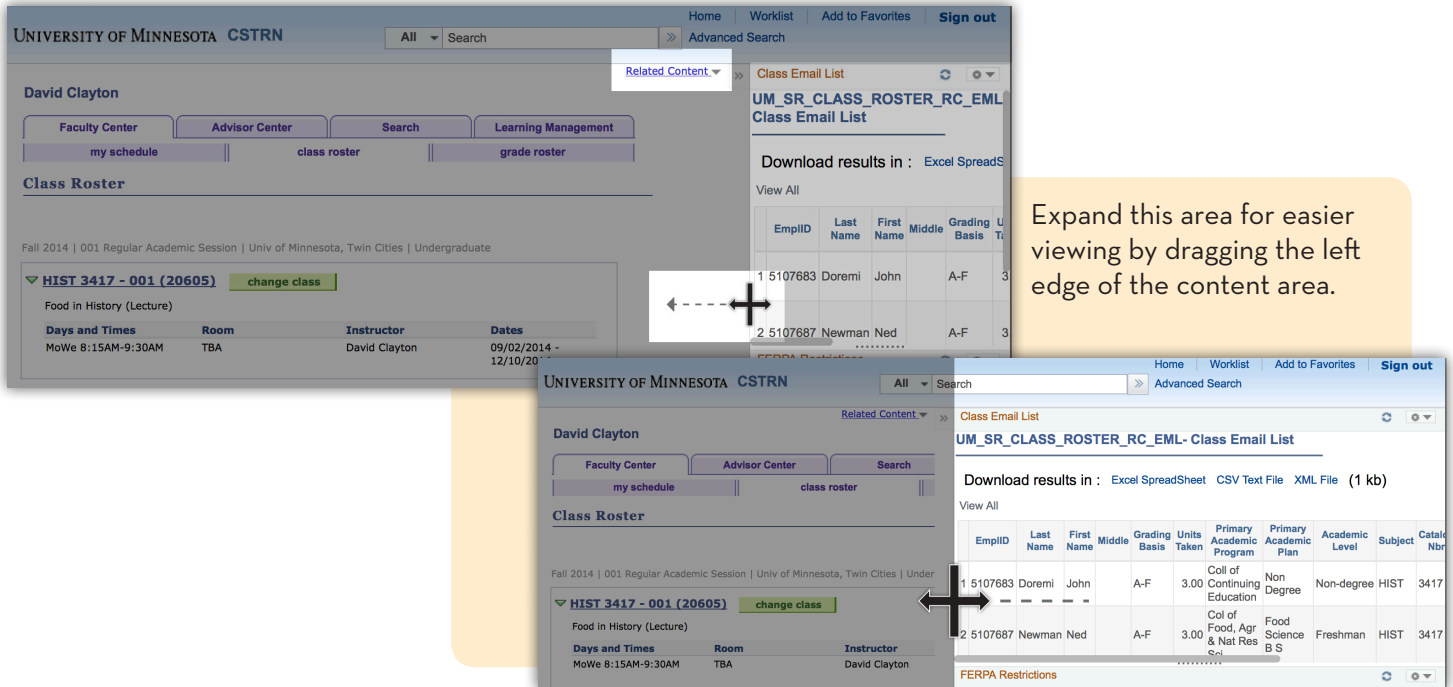 Home Worklist Add to Favorites Sign out
UNIVERSITY OF MINNESOTA CSTRN All Search Advanced Search
Related Content
David Clayton
Faculty Center Advisor Center Search Learning Management
my schedule class roster grade roster
Class Roster
Fall 2014 | 001 Regular Academic Session | Univ of Minnesota, Twin Cities | Undergraduate
HIST 3417 - 001 (20605) change class
Food in History (Lecture)
Days and Times Room Instructor Dates
MoWe 8:15AM-9:30AM TBA David Clayton 09/02/2014 -
Class Email List
UM_SR_CLASS_ROSTER_RC_EML
Class Email List
Download results in : Excel SpreadS
View All
EmplID Last Name First Name Middle Grading Basis
1 5107683 Doremi John A-F 3
2 5107687 Newman Ned A-F 3.
Expand this area for easier
viewing by dragging the left
edge of the content area.
Home Worklist Add to Favorites Sign out
UNIVERSITY OF MINNESOTA CSTRN All Search Advanced Search
Related Content
David Clayton
Faculty Center Advisor Center Search
my schedule class roster
Class Roster
Fall 2014 | 001 Regular Academic Session | Univ of Minnesota, Twin Cities | Under
HIST 3417 - 001 (20605) change class
Food in History (Lecture)
Days and Times Room Instructor
MoWe 8:15AM-9:30AM TBA David Clayton
Class Email List
UM_SR_CLASS_ROSTER_RC_EML- Class Email List
Download results in : Excel SpreadSheet CSV Text File XML File (1 kb)
View All
EmplID Last Name First Name Middle Grading Basis Units Taken Primary Academic Program Primary Academic Plan Academic Level Subject Catalo Nbr
1 5107683 Doremi John A-F 3.00 Coll of Continuing Education Non Degree Non-degree HIST 3417
2 5107687 Newman Ned A-F 3.00 Col of Food, Agr & Nat Res Sci Food Science B S Freshman HIST 3417
FERPA Restrictions